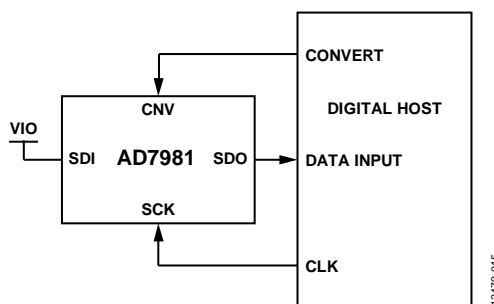 CONVERT
CNV
DIGITAL HOST
VIO
SDI
AD7981
SDO
DATA INPUT
SCK
CLK